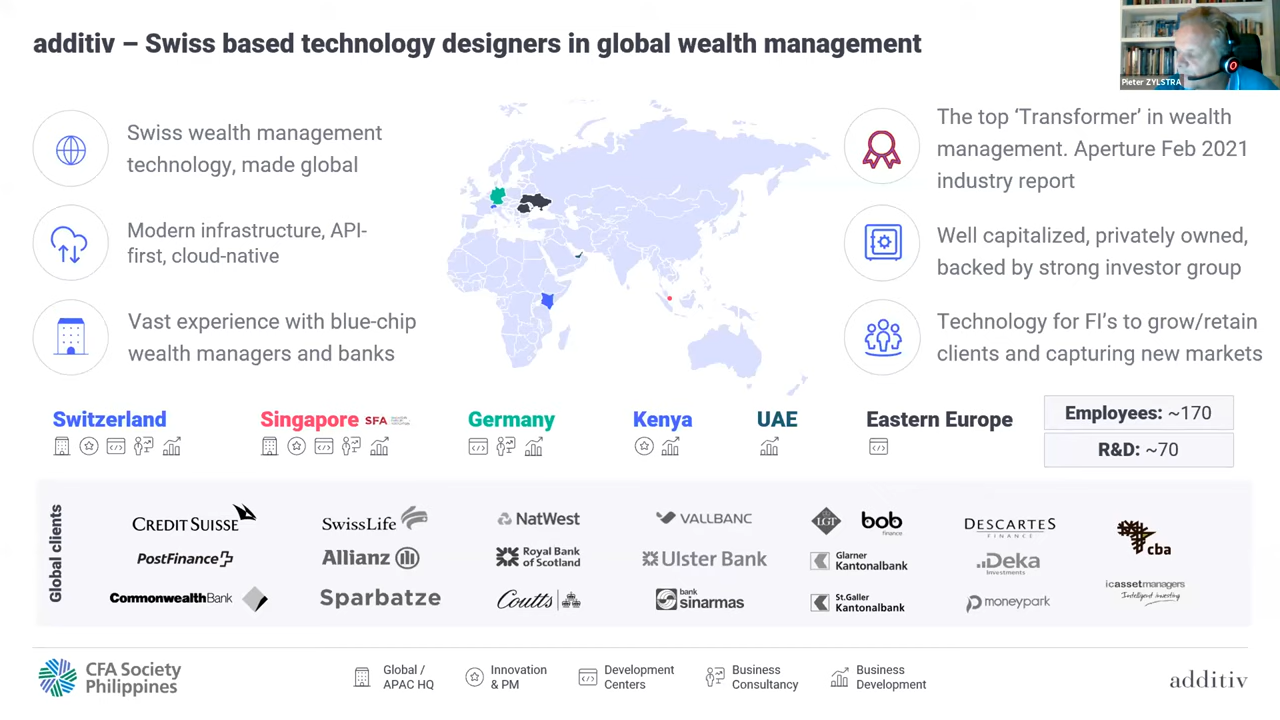 additiv – Swiss based technology designers in global wealth management
Pieter ZYLSTRA
Swiss wealth management
technology, made global
Modern infrastructure, API-
first, cloud-native
Vast experience with blue-chip
wealth managers and banks
The top ‘Transformer’ in wealth
management. Aperture Feb 2021
industry report
Well capitalized, privately owned,
backed by strong investor group
Technology for FI’s to grow/retain
clients and capturing new markets
Switzerland
Singapore SFA
Germany
Kenya
UAE
Eastern Europe
Employees: ~170
R&D: ~70
Global clients
CREDIT SUISSE
SwissLife
NatWest
VALLBANC
LGT
bob
finance
DESCARTES
FINANCE
cba
PostFinance
Allianz
Royal Bank
of Scotland
Ulster Bank
Glarner
Kantonalbank
Deka
Investments
icassetmanagers
Intelligent investing
CommonwealthBank
Sparbatze
Coutts
bank
sinarmas
St.Galler
Kantonalbank
moneypark
CFA Society
Philippines
Global /
APAC HQ
Innovation
& PM
Development
Centers
Business
Consultancy
Business
Development
additiv